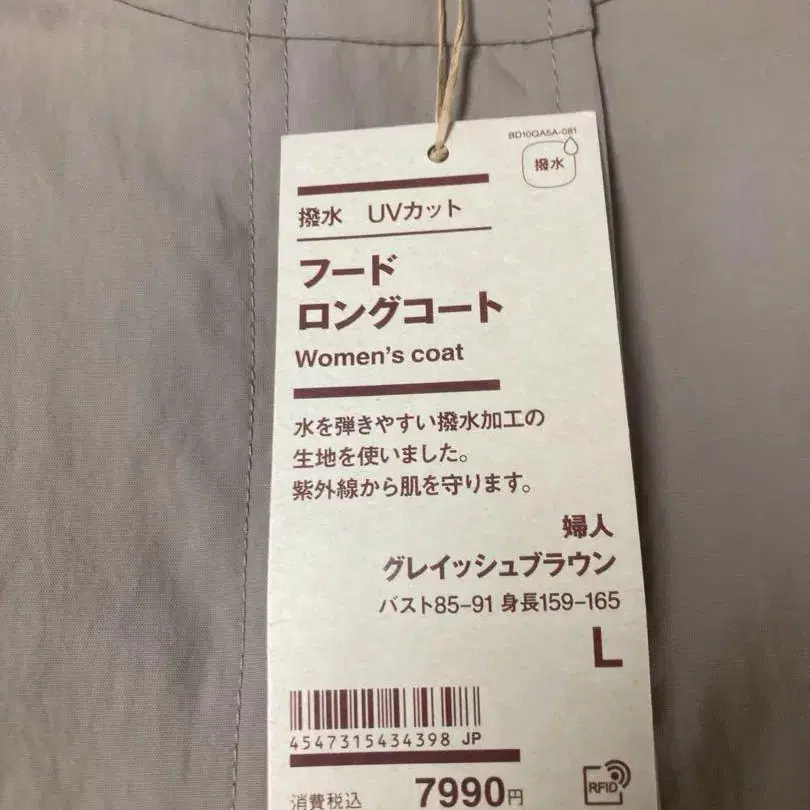 BD10QA5A-081
撥水
撥水 UVカット
フード
ロングコート
Women's coat
水を弾きやすい撥水加工の
生地を使いました。
紫外線から肌を守ります。
婦人
グレイッシュブラウン
バスト85-91 身長159-165
L
4547315434398 JP
消費税込 7990円
RFID